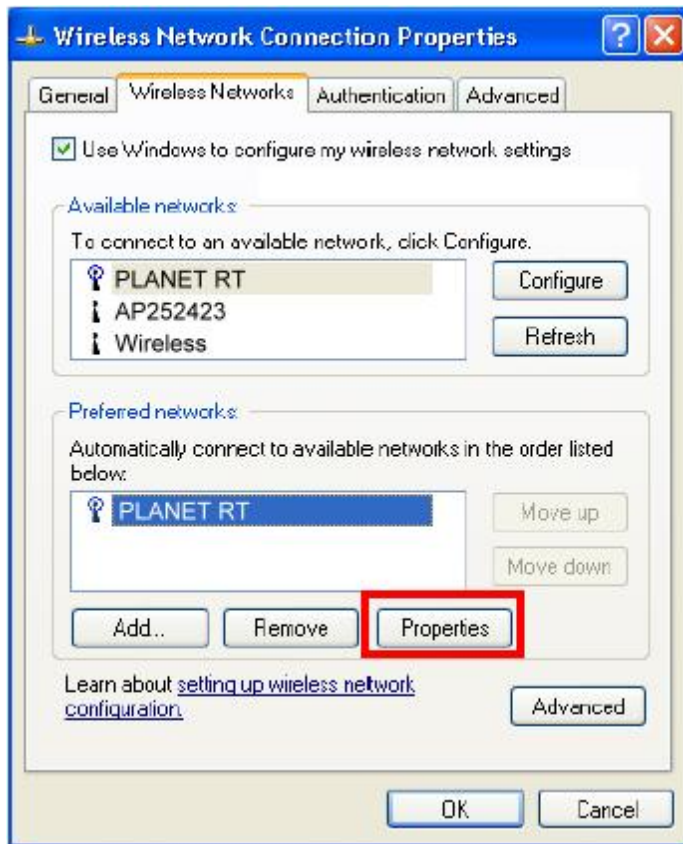 Wireless Network Connection Properties
General Wireless Networks Authentication Advanced
Use Windows to configure my wireless network settings
Available networks:
To connect to an available network, click Configure.
PLANET RT
Configure
AP252423
Wireless
Refresh
Preferred networks:
Automatically connect to available networks in the order listed
below:
PLANET RT
Move up
Move down
Add... Remove Properties
Learn about setting up wireless network
configuration.
Advanced
OK Cancel